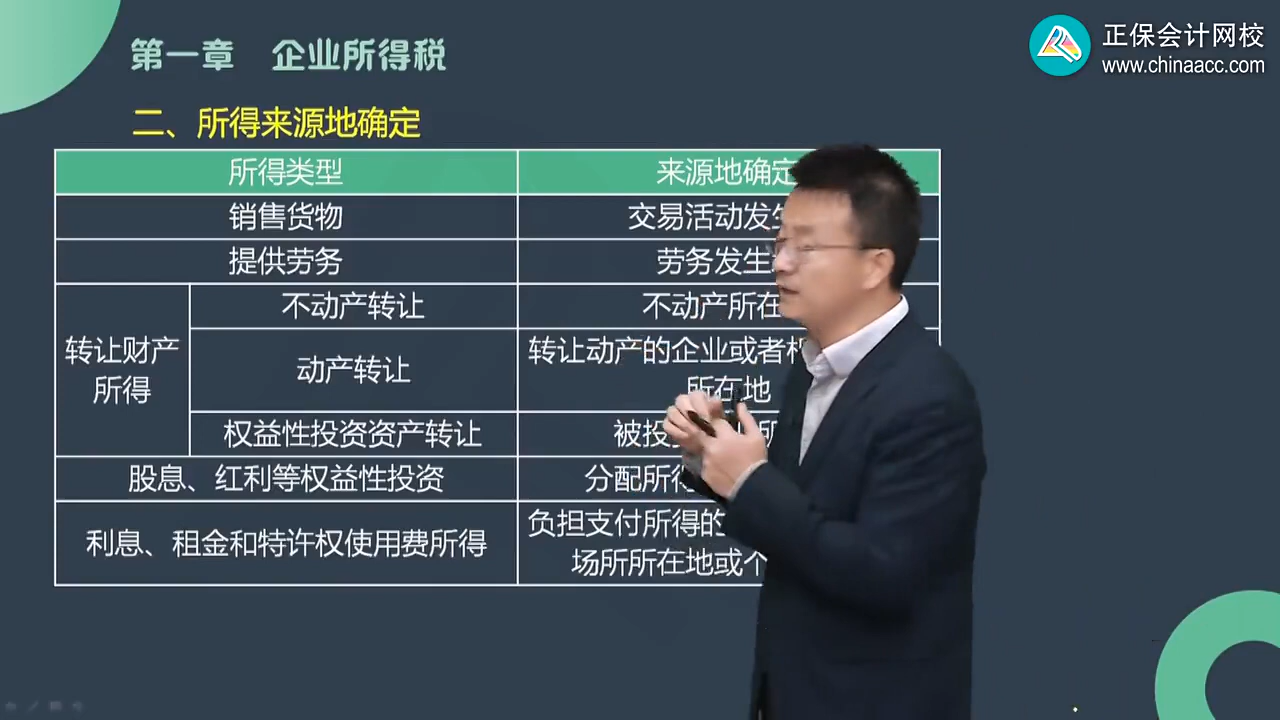 第一章 企业所得税
正保会计网校
www.chinaacc.com
二、所得来源地确定
所得类型
来源地确定
销售货物
交易活动发生
提供劳务
劳务发生
转让财产
所得
不动产转让
不动产所在
动产转让
转让动产的企业或者
所在地
权益性投资资产转让
被投
股息、红利等权益性投资
分配所得
利息、租金和特许权使用费所得
负担支付所得的
场所所在地或个